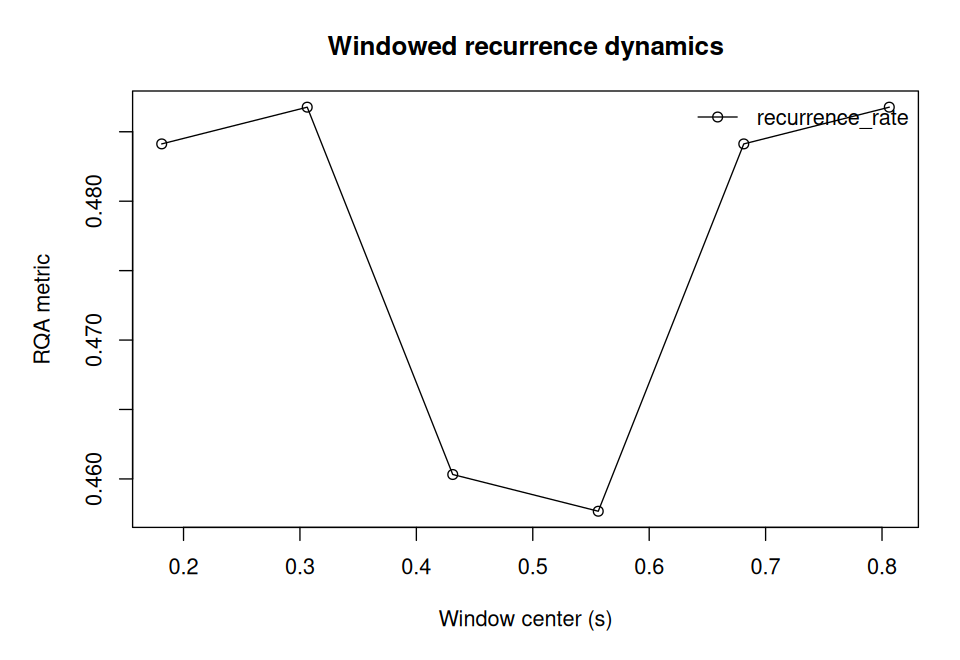 Windowed recurrence dynamics
recurrence_rate
RQA metric
0.480
0.470
0.460
0.2 0.3 0.4 0.5 0.6 0.7 0.8
Window center (s)